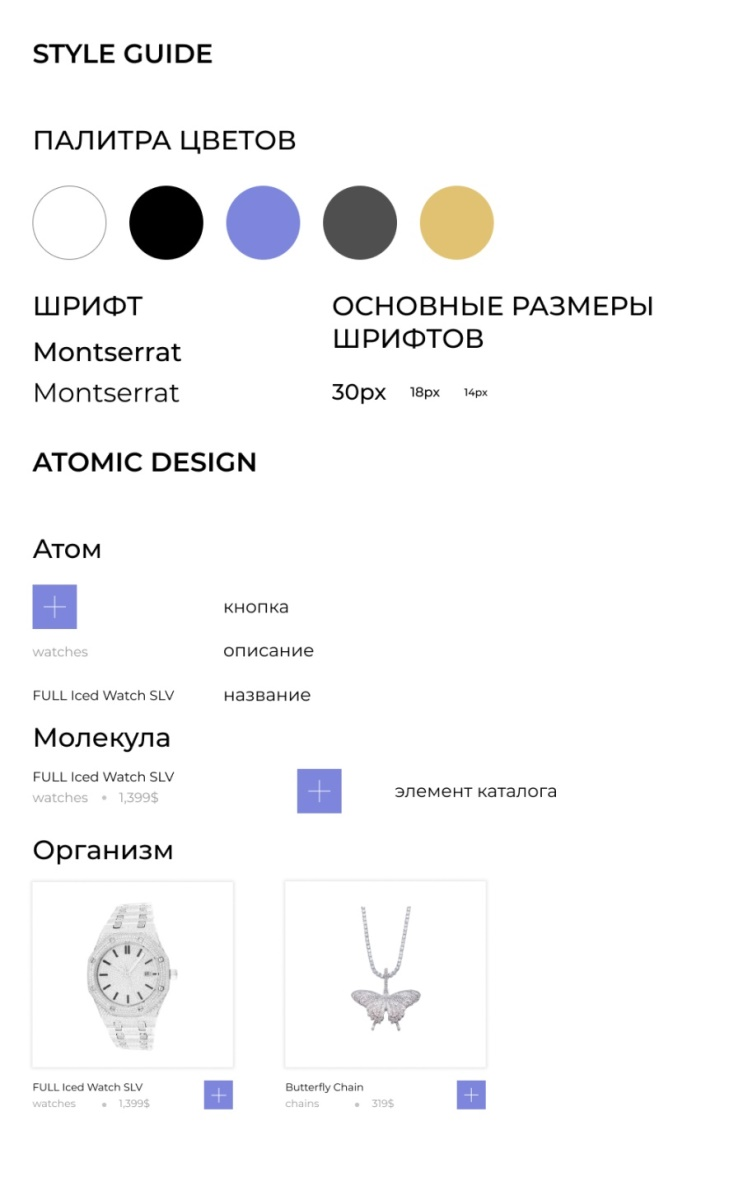 STYLE GUIDE
ПАЛИТРА ЦВЕТОВ
ШРИФТ
Montserrat
Montserrat
ОСНОВНЫЕ РАЗМЕРЫ
ШРИФТОВ
30px 18px 14px
ATOMIC DESIGN
Атом
кнопка
watches описание
FULL Iced Watch SLV название
Молекула
FULL Iced Watch SLV
watches • 1,399$
элемент каталога
Организм
FULL Iced Watch SLV
watches • 1,399$
Butterfly Chain
chains • 319$